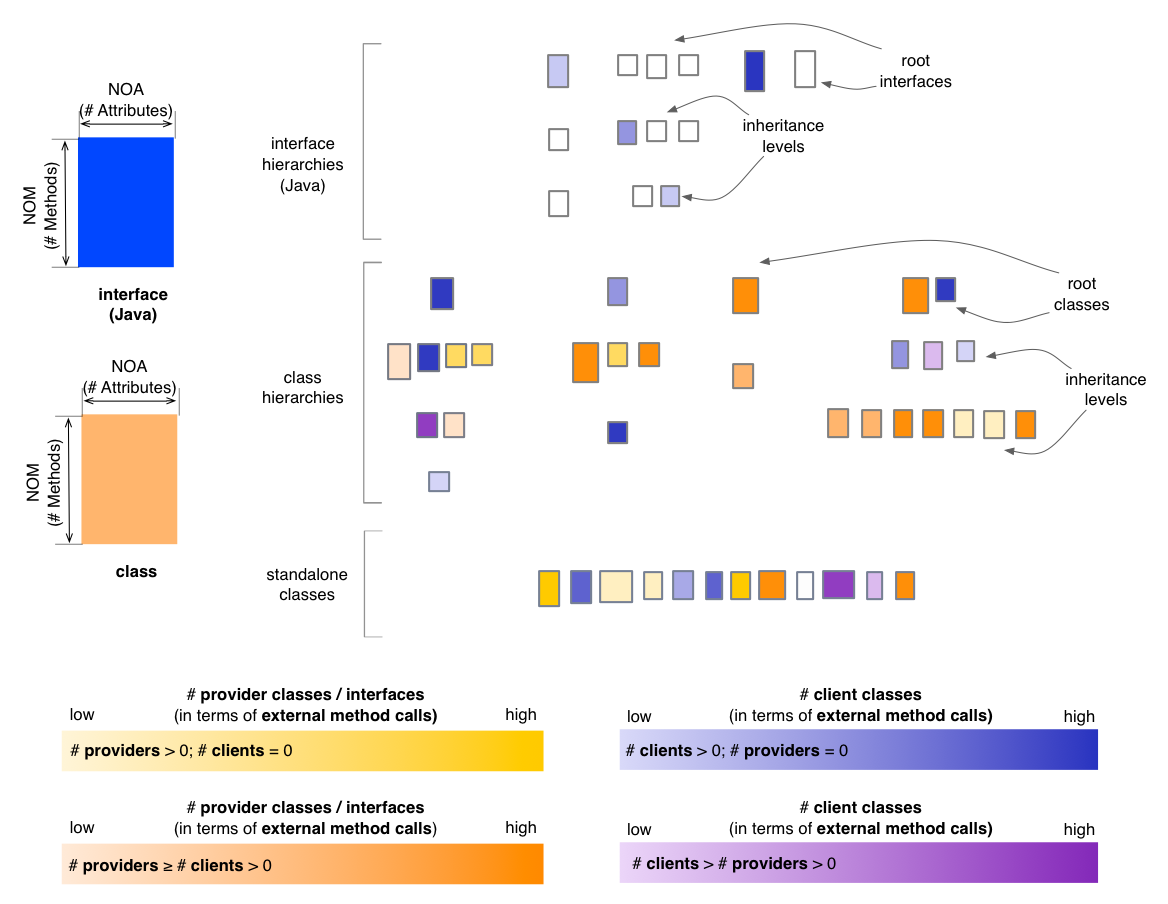 NOA
(# Attributes)
NOM
(# Methods)
interface
(Java)
NOA
(# Attributes)
NOM
(# Methods)
class
interface
hierarchies
(Java)
root
interfaces
inheritance
levels
class
hierarchies
root
classes
inheritance
levels
standalone
classes
# provider classes / interfaces
low (in terms of external method calls) high
# providers > 0; # clients = 0
# client classes
low (in terms of external method calls) high
# clients > 0; # providers = 0
# provider classes / interfaces
low (in terms of external method calls) high
# providers ≥ # clients > 0
# client classes
low (in terms of external method calls) high
# clients > # providers > 0